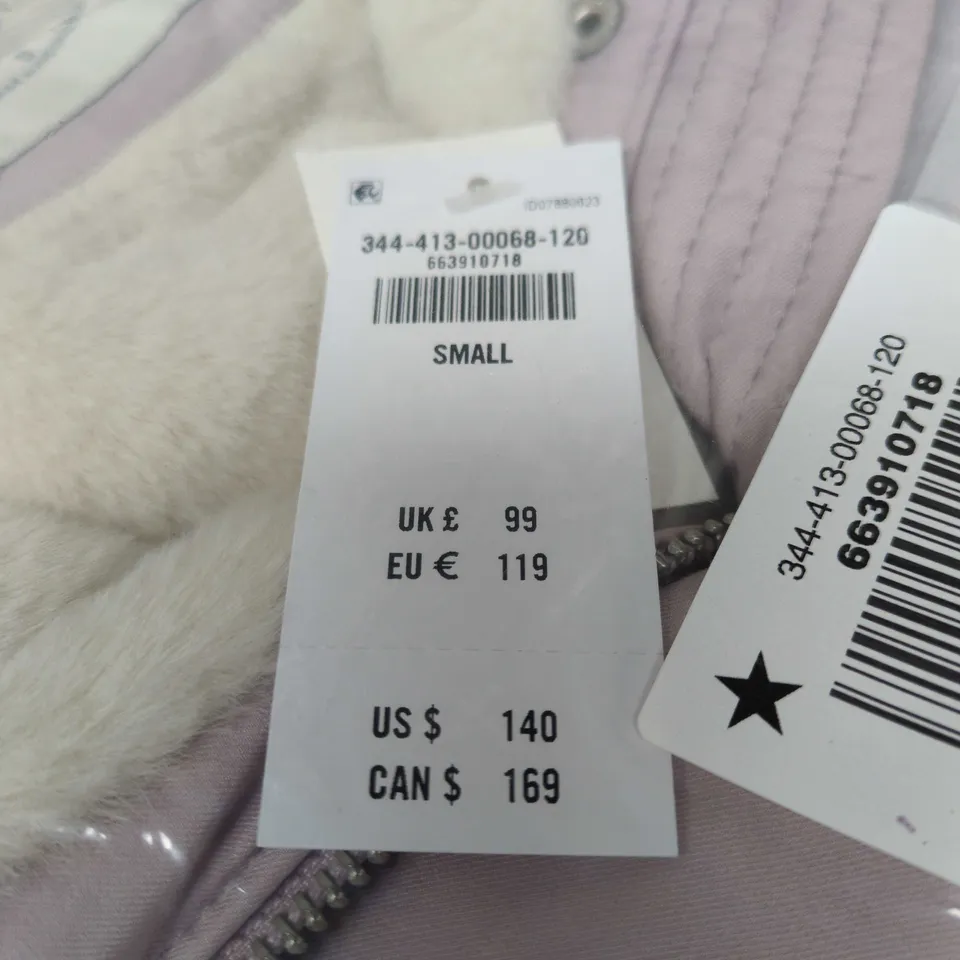 344-413-00068-120
663910718
SMALL
UK £ 99
EU € 119
US $ 140
CAN $ 169
344-413-00068-120
663910718